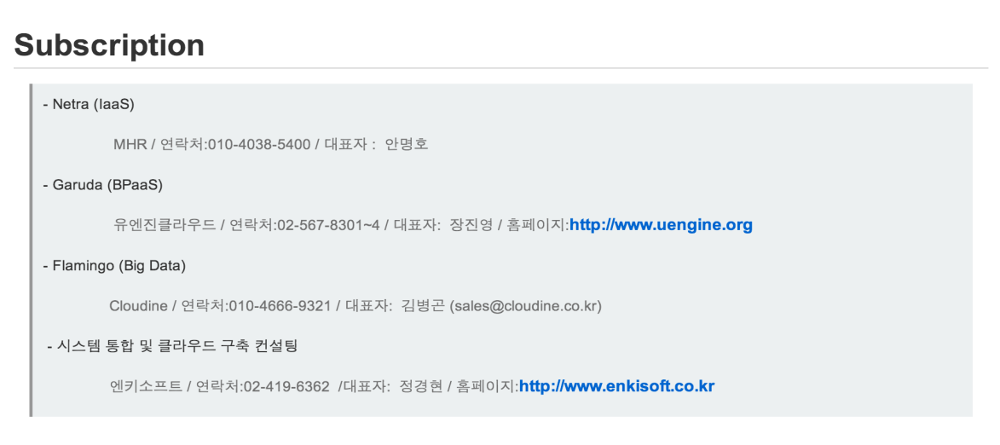 Subscription
- Netra (IaaS)
MHR / 연락처:010-4038-5400 / 대표자 : 안명호
- Garuda (BPaaS)
유엔진클라우드 / 연락처:02-567-8301~4 / 대표자: 장진영 / 홈페이지:http://www.uengine.org
- Flamingo (Big Data)
Cloudine / 연락처:010-4666-9321 / 대표자: 김병곤 (sales@cloudine.co.kr)
- 시스템 통합 및 클라우드 구축 컨설팅
엔키소프트 / 연락처:02-419-6362 /대표자: 정경현 / 홈페이지:http://www.enkisoft.co.kr